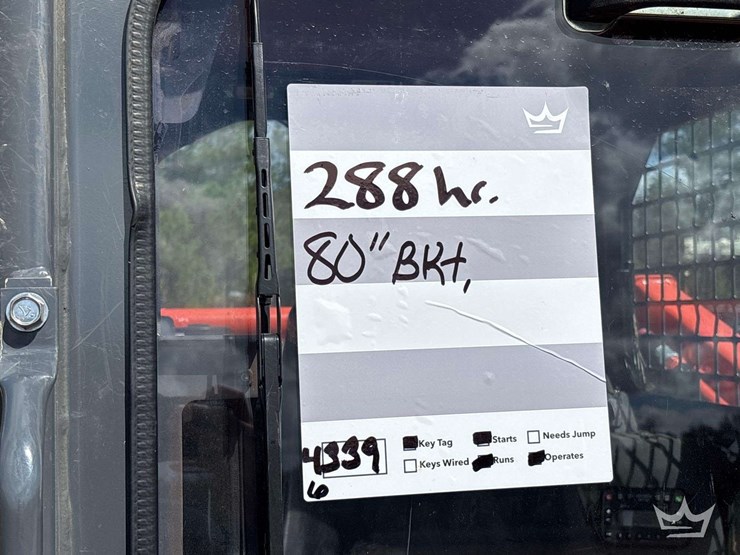 288 hr.
80" BKt,
4339 Key Tag Starts Needs Jump
6 Keys Wired Runs Operates